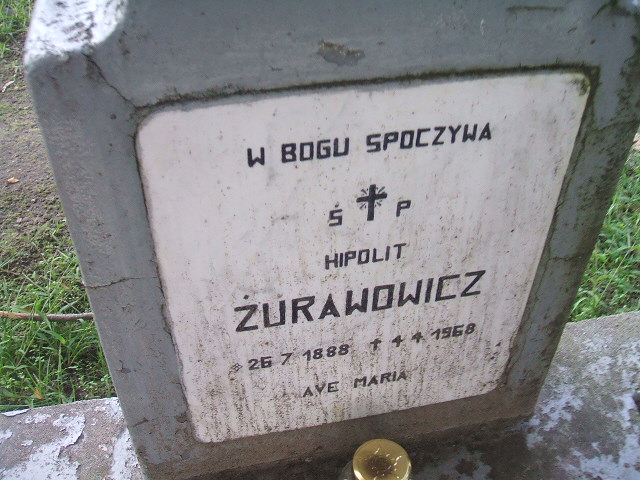 W BOGU SPOCZYWA
Ś P
HIPOLIT
ŻURAWOWICZ
* 26 7 1888 † 4 4 1968
AVE MARIA